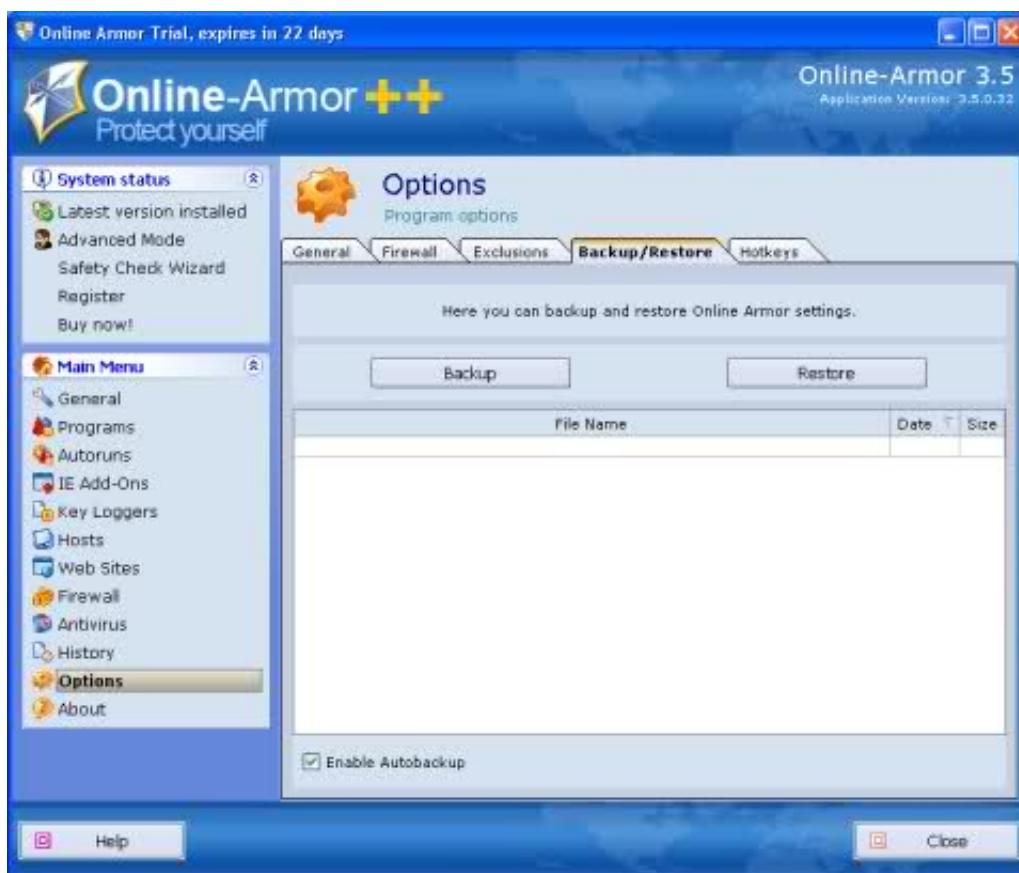 Online Armor Trial, expires in 22 days
Online-Armor ++
Protect yourself
Online-Armor 3.5
Application Version: 3.5.0.32
System status
Latest version installed
Advanced Mode
Safety Check Wizard
Register
Buy now!
Main Menu
General
Programs
Autoruns
IE Add-Ons
Key Loggers
Hosts
Web Sites
Firewall
Antivirus
History
Options
About
Options
Program options
General Firewall Exclusions Backup/Restore Hotkeys
Here you can backup and restore Online Armor settings.
Backup Restore
File Name Date Size
Enable Autobackup
Help Close